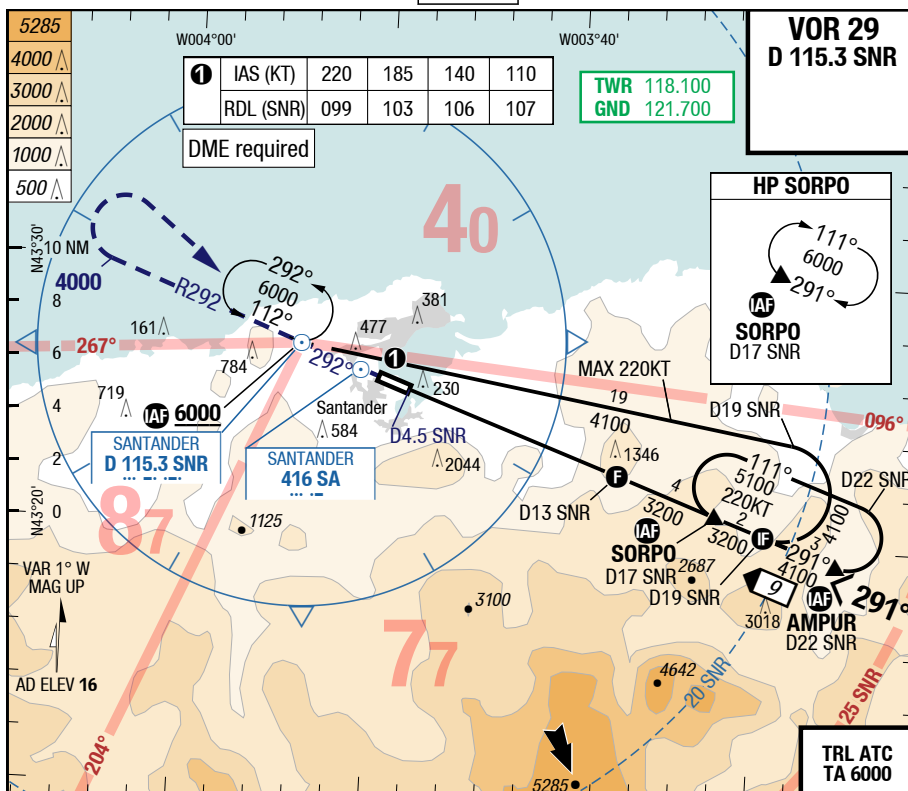 5285
4000
3000
2000
1000
500
W004°00'
W003°40'
VOR 29
D 115.3 SNR
1 IAS (KT) 220 185 140 110
RDL (SNR) 099 103 106 107
TWR 118.100
GND 121.700
DME required
HP SORPO
111°
6000
291°
IAF
SORPO
D17 SNR
N43°30'
10 NM
8
6
4
2
0
N43°20'
40
4000
R292
292°
6000
112°
161
381
477
267°
784
292°
1
230
MAX 220KT
19
4100
D19 SNR
096°
719
IAF 6000
Santander
584
D4.5 SNR
2044
1346
SANTANDER
D 115.3 SNR
SANTANDER
416 SA
F
D13 SNR
4
3200
111°
5100
220KT
2
3200
D22 SNR
4100
3
IAF
SORPO
D17 SNR
IF
D19 SNR
291°
4100
87
1125
2687
9
IAF
AMPUR
D22 SNR
291°
3018
VAR 1° W
MAG UP
3100
77
4642
AD ELEV 16
20 SNR
25 SNR
204°
5285
TRL ATC
TA 6000